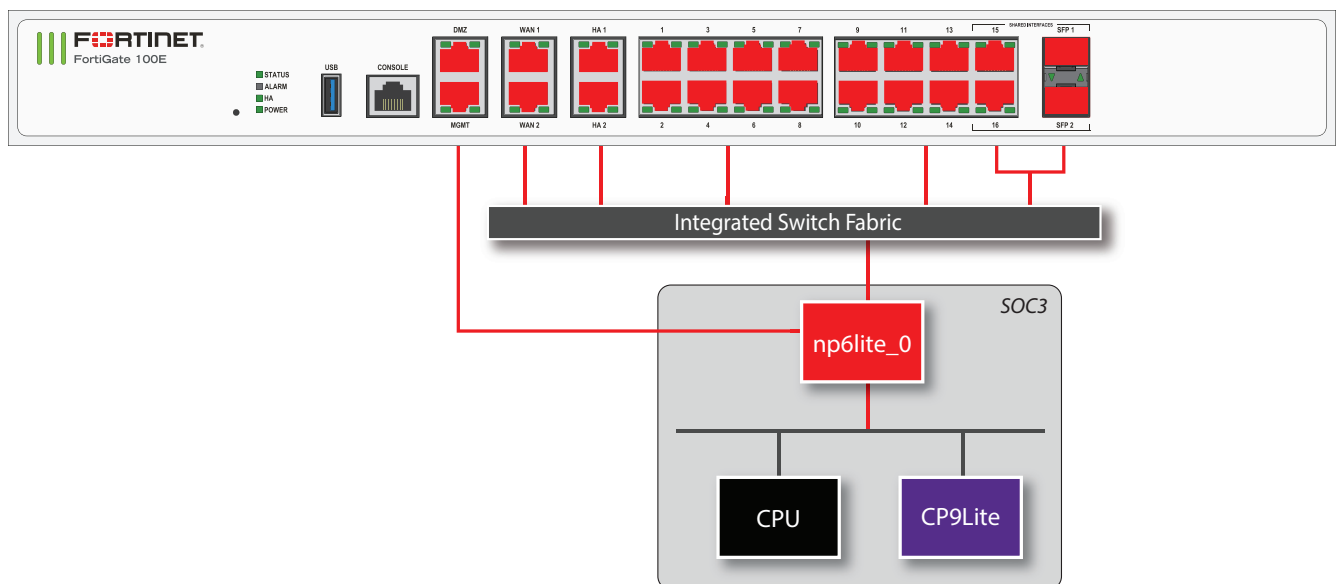 FORTINET
FortiGate 100E
STATUS
ALARM
HA
POWER
USB
CONSOLE
DMZ
MGMT
WAN 1
WAN 2
HA 1
HA 2
1 3 5 7
2 4 6 8
9 11 13 15
10 12 14 16
SHARED INTERFACES
SFP 1
SFP 2
Integrated Switch Fabric
SOC3
np6lite_0
CPU
CP9Lite